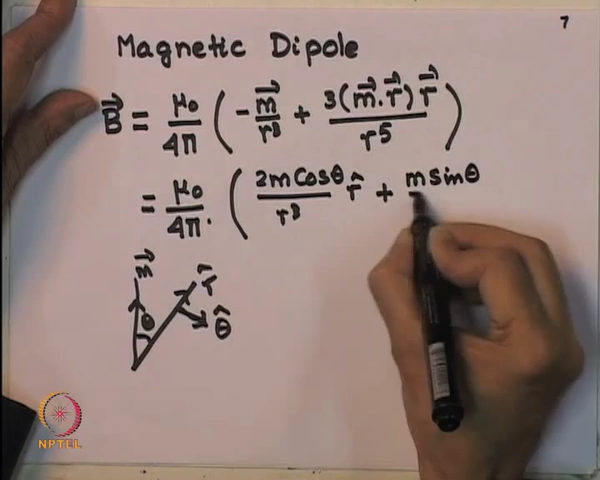 7
Magnetic Dipole
B⃗ = μ₀/4π ( - m⃗/r³ + 3(m⃗.r⃗)r⃗/r⁵ )
= μ₀/4π. ( 2m Cosθ/r³ r̂ + m sinθ
m⃗ r̂
θ θ̂
NPTEL